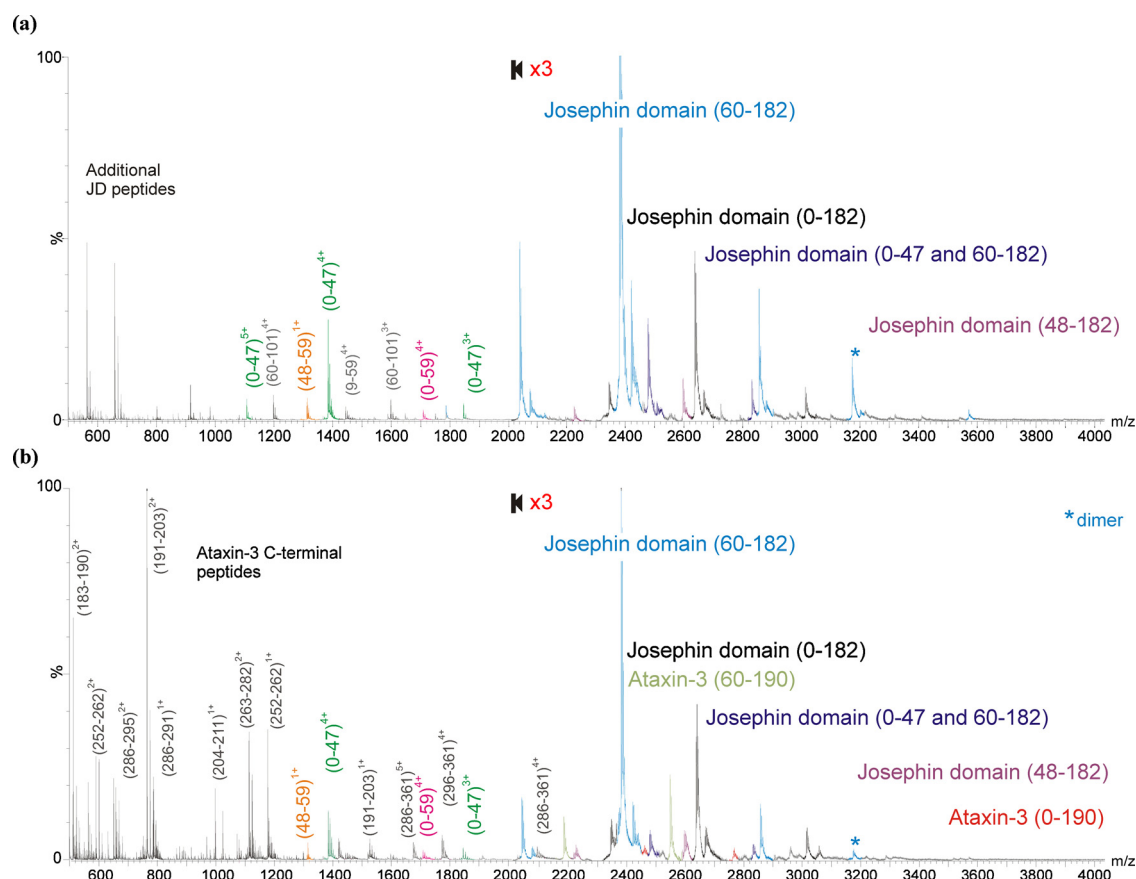 (a)
100
x3
Josephin domain (60-182)
Additional
JD peptides
Josephin domain (0-182)
%
Josephin domain (0-47 and 60-182)
(0-47)4+
Josephin domain (48-182)
(0-47)5+
(60-101)4+
(48-59)1+
(9-59)4+
(60-101)3+
(0-59)4+
(0-47)3+
*
0
600 800 1000 1200 1400 1600 1800 2000 2200 2400 2600 2800 3000 3200 3400 3600 3800 4000 m/z
(b)
100
x3
* dimer
(183-190)2+
(191-203)2+
Ataxin-3 C-terminal
peptides
Josephin domain (60-182)
Josephin domain (0-182)
Ataxin-3 (60-190)
%
Josephin domain (0-47 and 60-182)
(252-262)2+
(286-295)2+
(286-291)1+
(204-211)1+
(263-282)2+
(252-262)1+
(48-59)1+
(0-47)4+
(191-203)1+
(286-361)5+
(0-59)4+
(296-361)4+
(0-47)3+
(286-361)4+
Josephin domain (48-182)
Ataxin-3 (0-190)
*
0
600 800 1000 1200 1400 1600 1800 2000 2200 2400 2600 2800 3000 3200 3400 3600 3800 4000 m/z